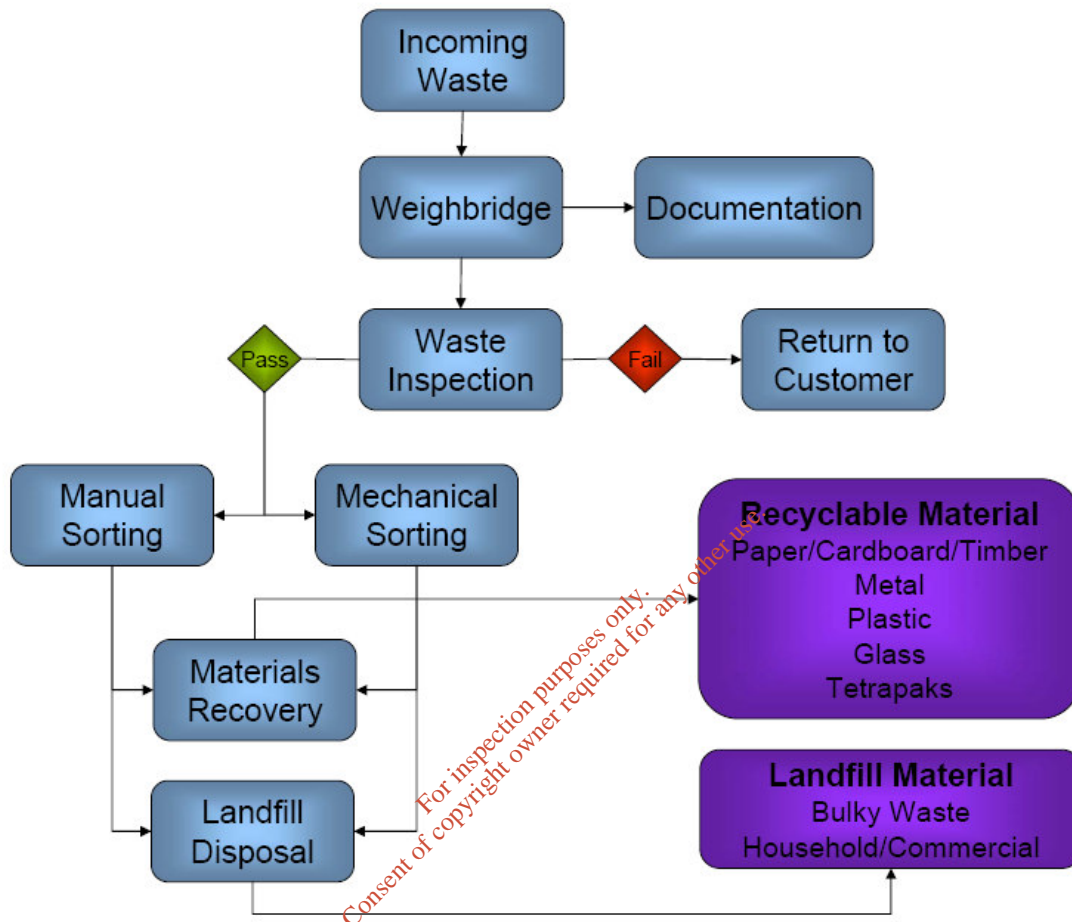 Incoming
Waste
Weighbridge
Documentation
Pass
Waste
Inspection
Fail
Return to
Customer
Manual
Sorting
Mechanical
Sorting
Recyclable Material
Paper/Cardboard/Timber
Metal
Plastic
Glass
Tetrapaks
Materials
Recovery
Landfill
Disposal
Landfill Material
Bulky Waste
Household/Commercial
For inspection purposes only.
Consent of copyright owner required for any other use.